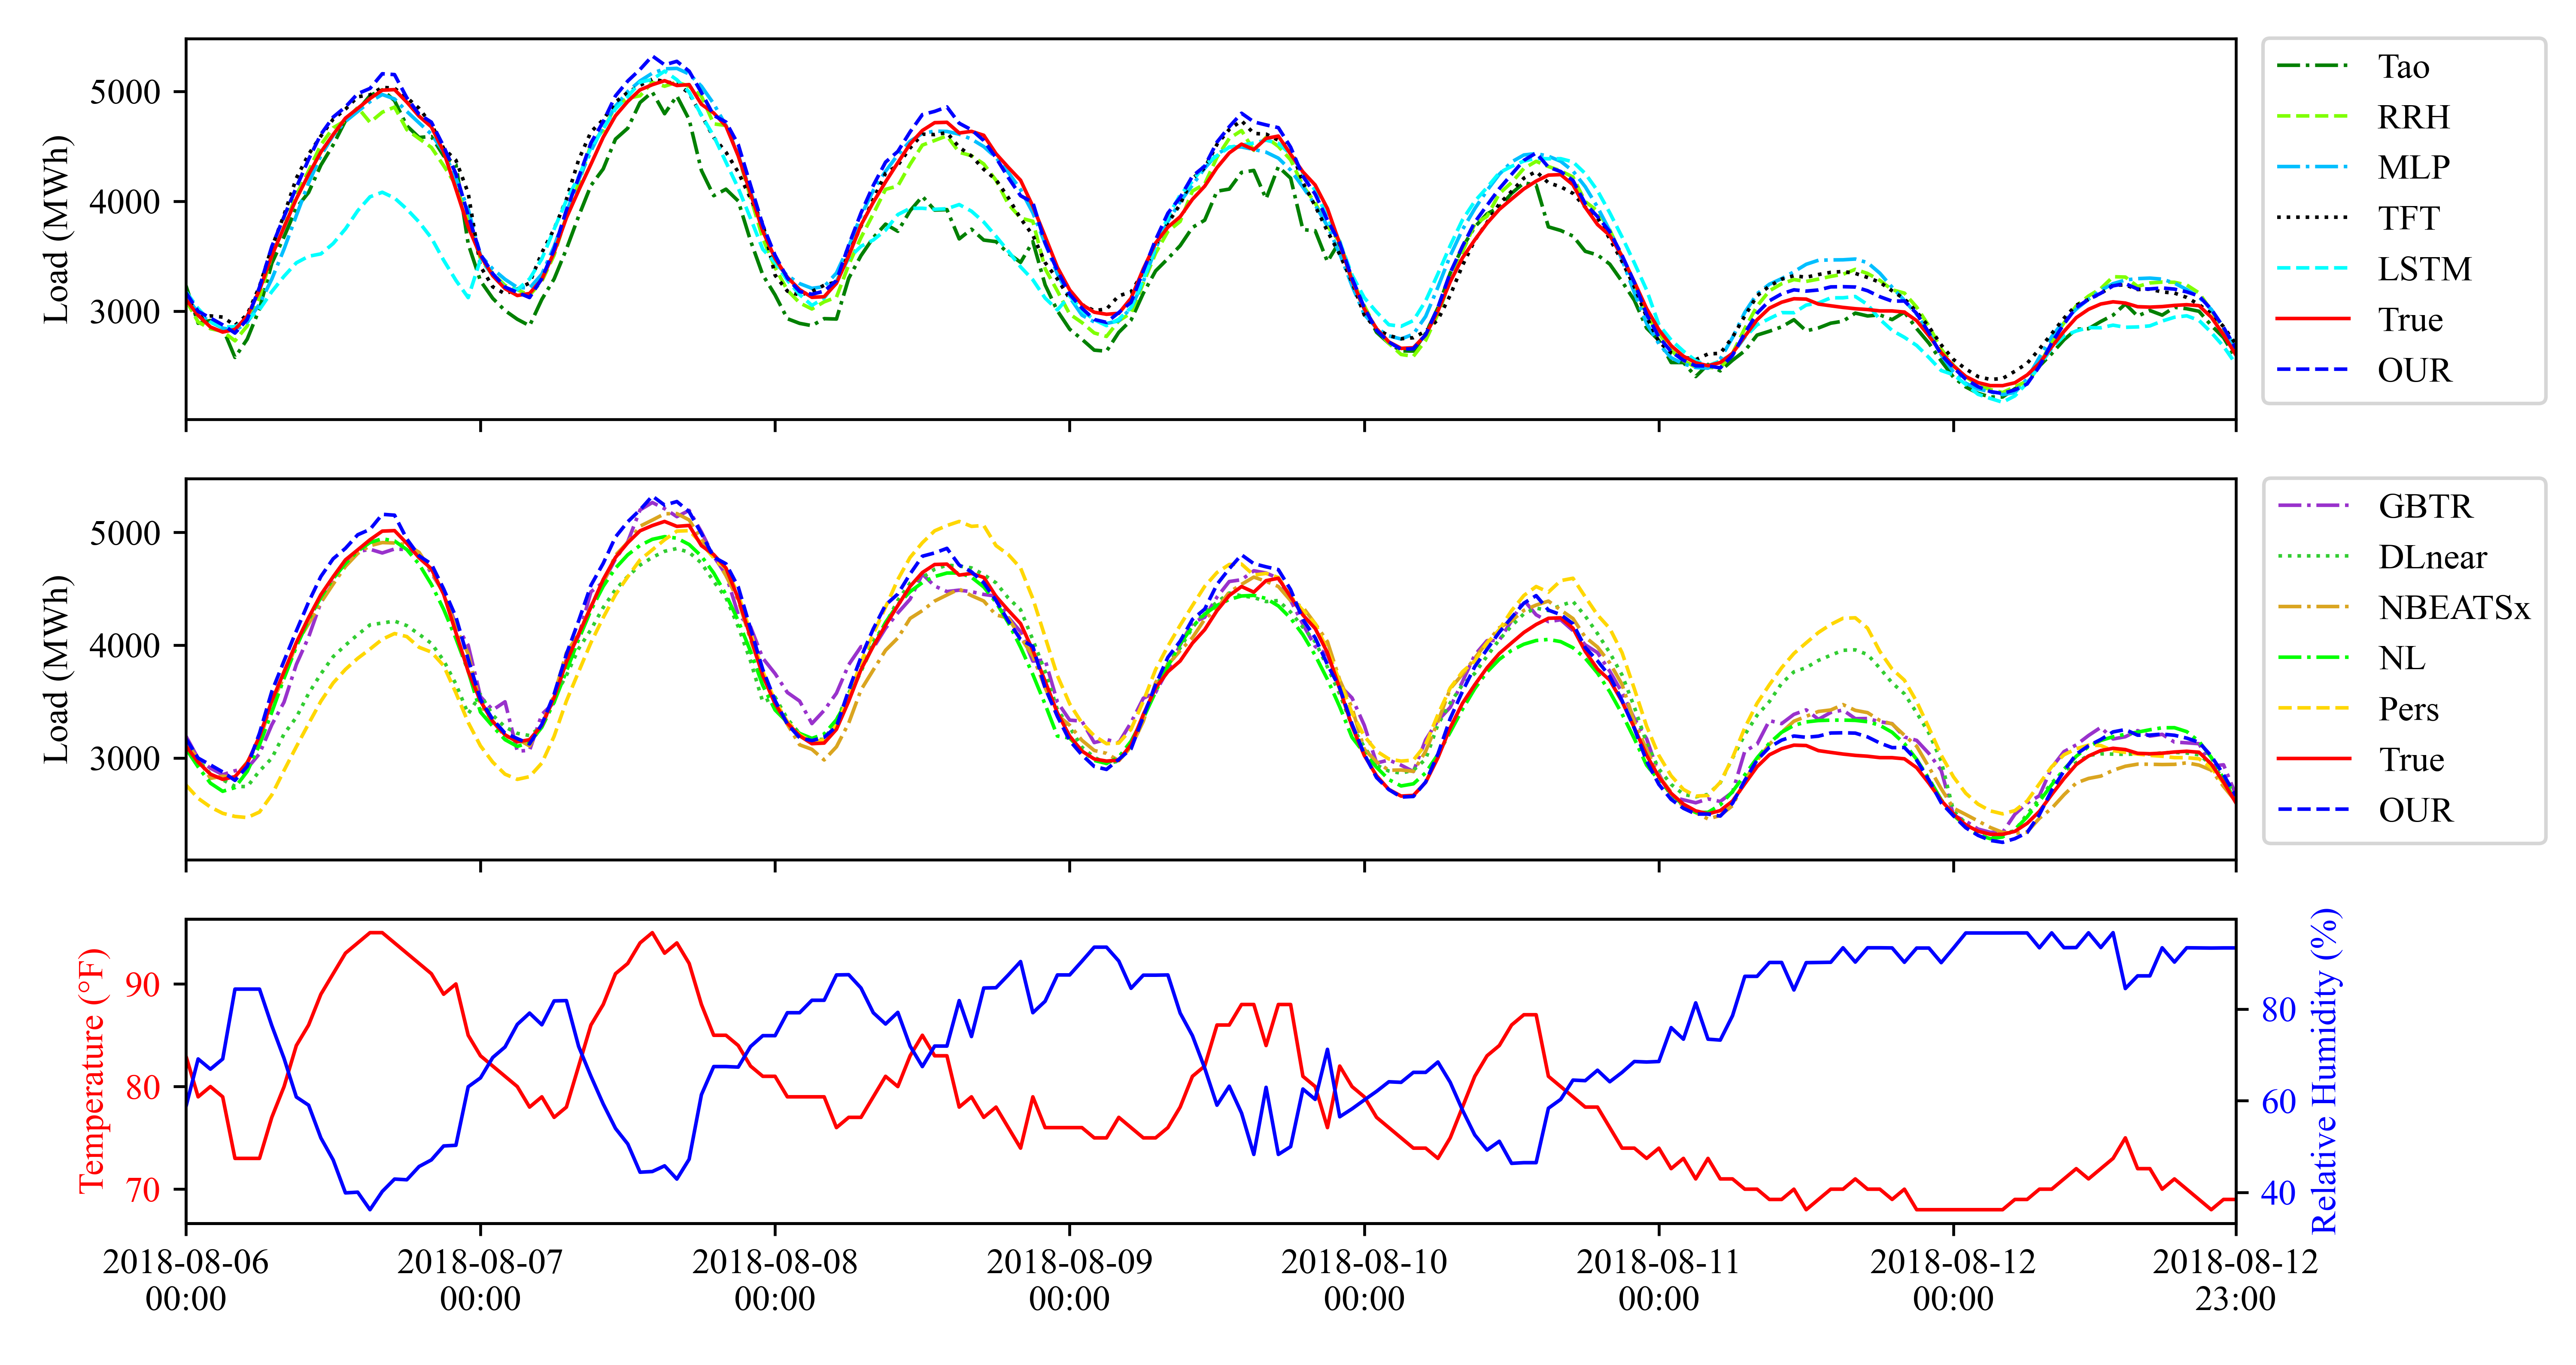 5000
4000
3000
Load (MWh)
Tao
RRH
MLP
TFT
LSTM
True
OUR
5000
4000
3000
Load (MWh)
GBTR
DLnear
NBEATSx
NL
Pers
True
OUR
90
80
70
Temperature (°F)
80
60
40
Relative Humidity (%)
2018-08-06 2018-08-07 2018-08-08 2018-08-09 2018-08-10 2018-08-11 2018-08-12 2018-08-12
00:00 00:00 00:00 00:00 00:00 00:00 00:00 23:00